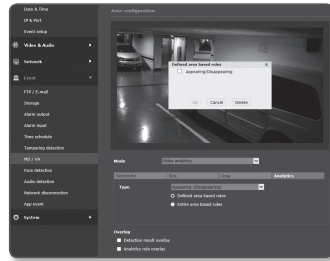 Date & Time
IP & Port
Event setup
Video & Audio
Network
Event
FTP / E-mail
Storage
Alarm output
Alarm input
Time schedule
Tampering detection
MD / VA
Face detection
Audio detection
Network disconnection
App event
System
Area configuration
Defined area based rules
Appearing/Disappearing
OK
Cancel
Delete
Mode
Video analytics
Sensitivity
Size
Area
Analytics
Type
Appearing (Disappearing)
Defined area based rules
Entire area based rules
Overlay
Detection result overlay
Analytics rule overlay